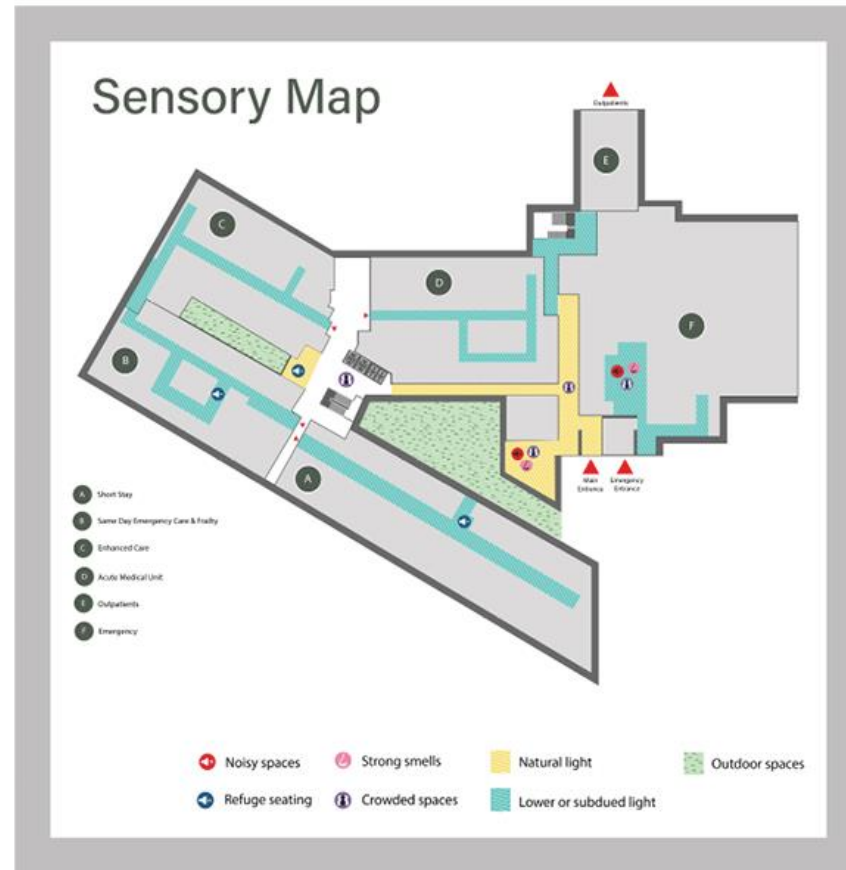 Sensory Map
Outpatients
E
C
D
F
B
A
Main
Entrance
Emergency
Entrance
A Short Stay
B Same Day Emergency Care & Frailty
C Enhanced Care
D Acute Medical Unit
E Outpatients
F Emergency
Noisy spaces
Strong smells
Natural light
Outdoor spaces
Refuge seating
Crowded spaces
Lower or subdued light